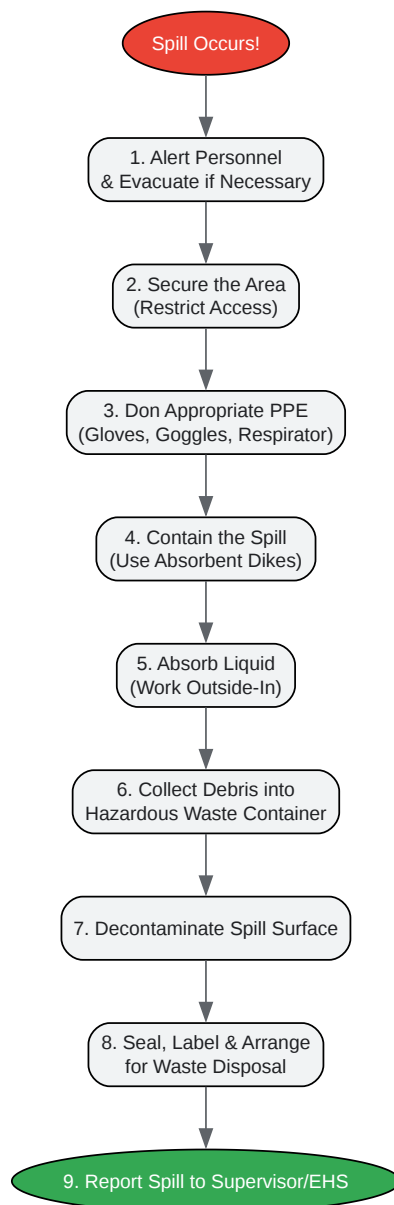 Spill Occurs!
1. Alert Personnel
& Evacuate if Necessary
2. Secure the Area
(Restrict Access)
3. Don Appropriate PPE
(Gloves, Goggles, Respirator)
4. Contain the Spill
(Use Absorbent Dikes)
5. Absorb Liquid
(Work Outside-In)
6. Collect Debris into
Hazardous Waste Container
7. Decontaminate Spill Surface
8. Seal, Label & Arrange
for Waste Disposal
9. Report Spill to Supervisor/EHS